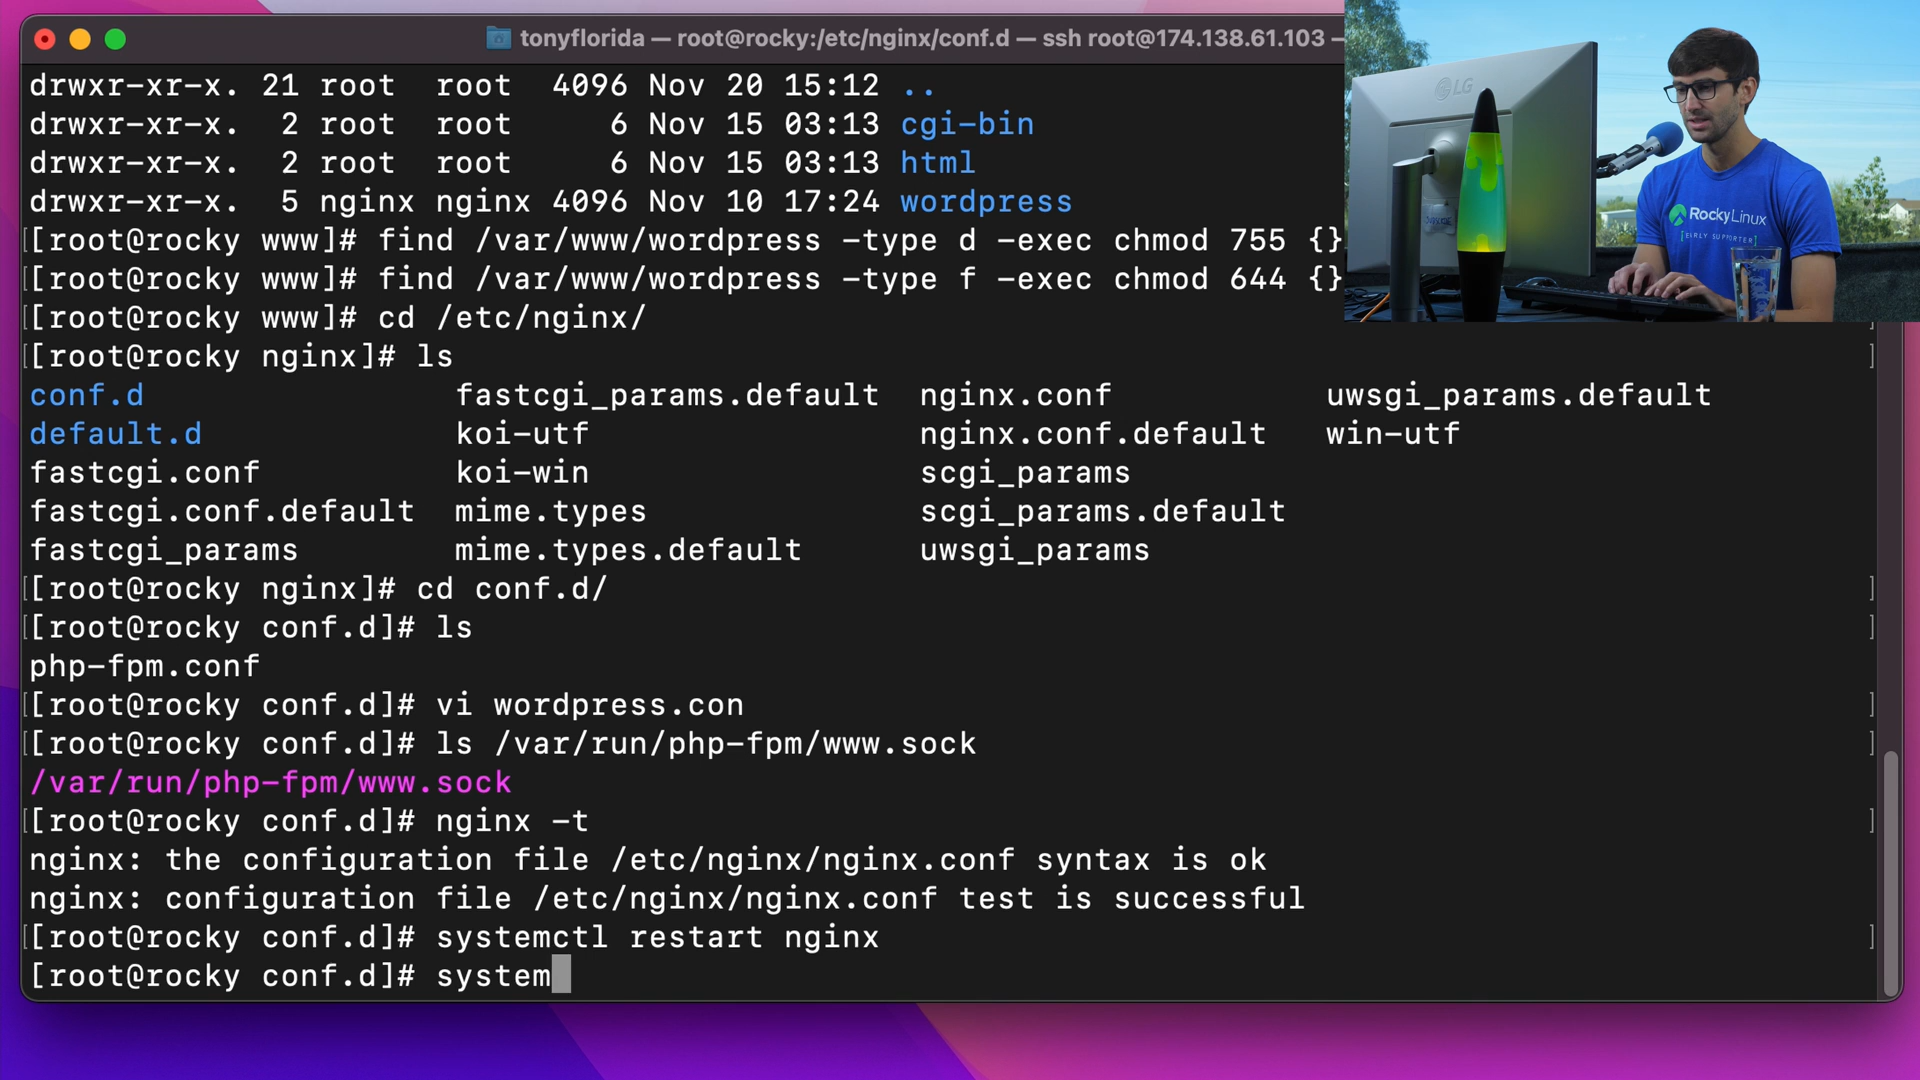 tonyflorida — root@rocky:/etc/nginx/conf.d — ssh root@174.138.61.103 —
drwxr-xr-x. 21 root root 4096 Nov 20 15:12 ..
drwxr-xr-x. 2 root root 6 Nov 15 03:13 cgi-bin
drwxr-xr-x. 2 root root 6 Nov 15 03:13 html
drwxr-xr-x. 5 nginx nginx 4096 Nov 10 17:24 wordpress
[[root@rocky www]# find /var/www/wordpress -type d -exec chmod 755 {}
[[root@rocky www]# find /var/www/wordpress -type f -exec chmod 644 {}
[[root@rocky www]# cd /etc/nginx/ ]
[[root@rocky nginx]# ls ]
conf.d fastcgi_params.default nginx.conf uwsgi_params.default
default.d koi-utf nginx.conf.default win-utf
fastcgi.conf koi-win scgi_params
fastcgi.conf.default mime.types scgi_params.default
fastcgi_params mime.types.default uwsgi_params
[[root@rocky nginx]# cd conf.d/ ]
[[root@rocky conf.d]# ls ]
php-fpm.conf
[[root@rocky conf.d]# vi wordpress.con ]
[[root@rocky conf.d]# ls /var/run/php-fpm/www.sock ]
/var/run/php-fpm/www.sock
[[root@rocky conf.d]# nginx -t ]
nginx: the configuration file /etc/nginx/nginx.conf syntax is ok
nginx: configuration file /etc/nginx/nginx.conf test is successful
[[root@rocky conf.d]# systemctl restart nginx ]
[root@rocky conf.d]# system
LG
Rocky Linux
[EARLY SUPPORTER]